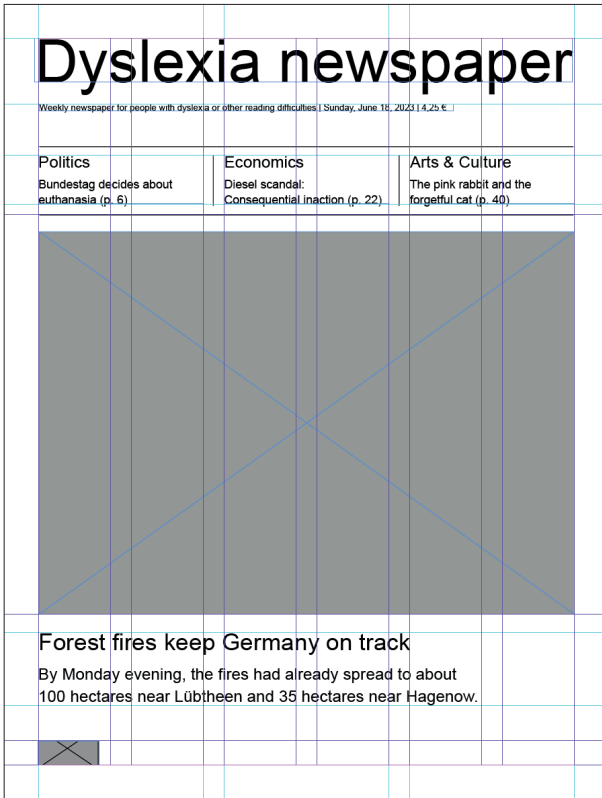 Dyslexia newspaper
Weekly newspaper for people with dyslexia or other reading difficulties | Sunday, June 18, 2023 | 4,25 €
Politics
Bundestag decides about
euthanasia (p. 6)
Economics
Diesel scandal:
Consequential inaction (p. 22)
Arts & Culture
The pink rabbit and the
forgetful cat (p. 40)
Forest fires keep Germany on track
By Monday evening, the fires had already spread to about
100 hectares near Lübtheen and 35 hectares near Hagenow.